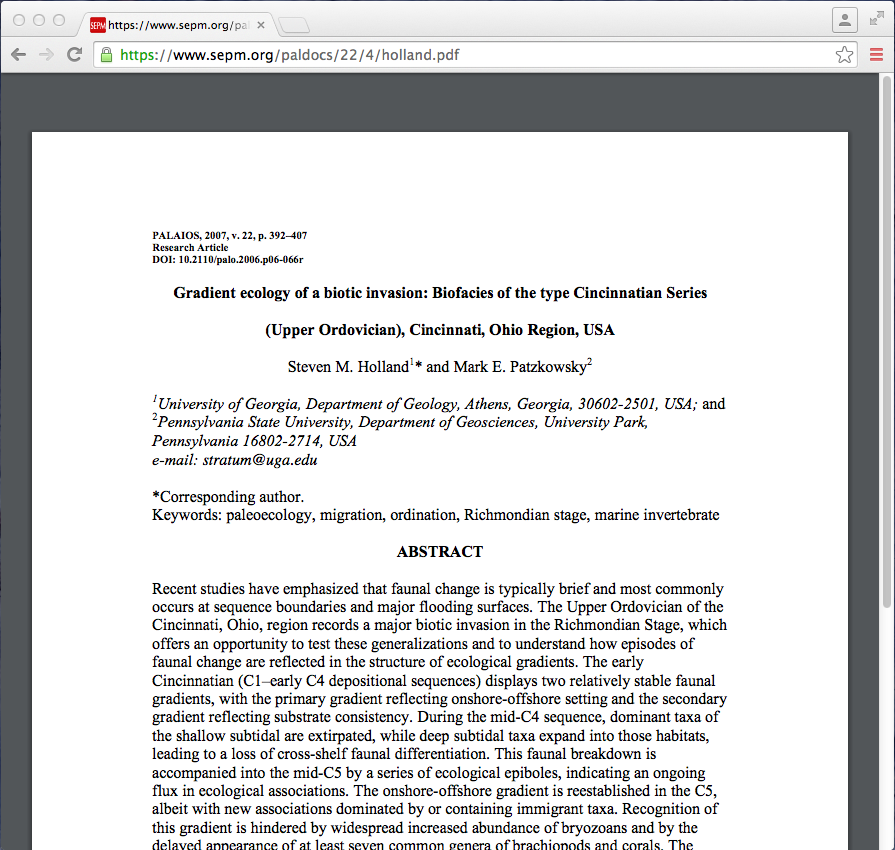 SEPM https://www.sepm.org/pal
https://www.sepm.org/paldocs/22/4/holland.pdf
PALAIOS, 2007, v. 22, p. 392–407
Research Article
DOI: 10.2110/palo.2006.p06-066r
Gradient ecology of a biotic invasion: Biofacies of the type Cincinnatian Series
(Upper Ordovician), Cincinnati, Ohio Region, USA
Steven M. Holland1* and Mark E. Patzkowsky2
1University of Georgia, Department of Geology, Athens, Georgia, 30602-2501, USA; and
2Pennsylvania State University, Department of Geosciences, University Park,
Pennsylvania 16802-2714, USA
e-mail: stratum@uga.edu
*Corresponding author.
Keywords: paleoecology, migration, ordination, Richmondian stage, marine invertebrate
ABSTRACT
Recent studies have emphasized that faunal change is typically brief and most commonly
occurs at sequence boundaries and major flooding surfaces. The Upper Ordovician of the
Cincinnati, Ohio, region records a major biotic invasion in the Richmondian Stage, which
offers an opportunity to test these generalizations and to understand how episodes of
faunal change are reflected in the structure of ecological gradients. The early
Cincinnatian (C1–early C4 depositional sequences) displays two relatively stable faunal
gradients, with the primary gradient reflecting onshore-offshore setting and the secondary
gradient reflecting substrate consistency. During the mid-C4 sequence, dominant taxa of
the shallow subtidal are extirpated, while deep subtidal taxa expand into those habitats,
leading to a loss of cross-shelf faunal differentiation. This faunal breakdown is
accompanied into the mid-C5 by a series of ecological epiboles, indicating an ongoing
flux in ecological associations. The onshore-offshore gradient is reestablished in the C5,
albeit with new associations dominated by or containing immigrant taxa. Recognition of
this gradient is hindered by widespread increased abundance of bryozoans and by the
delayed appearance of at least seven common genera of brachiopods and corals. The